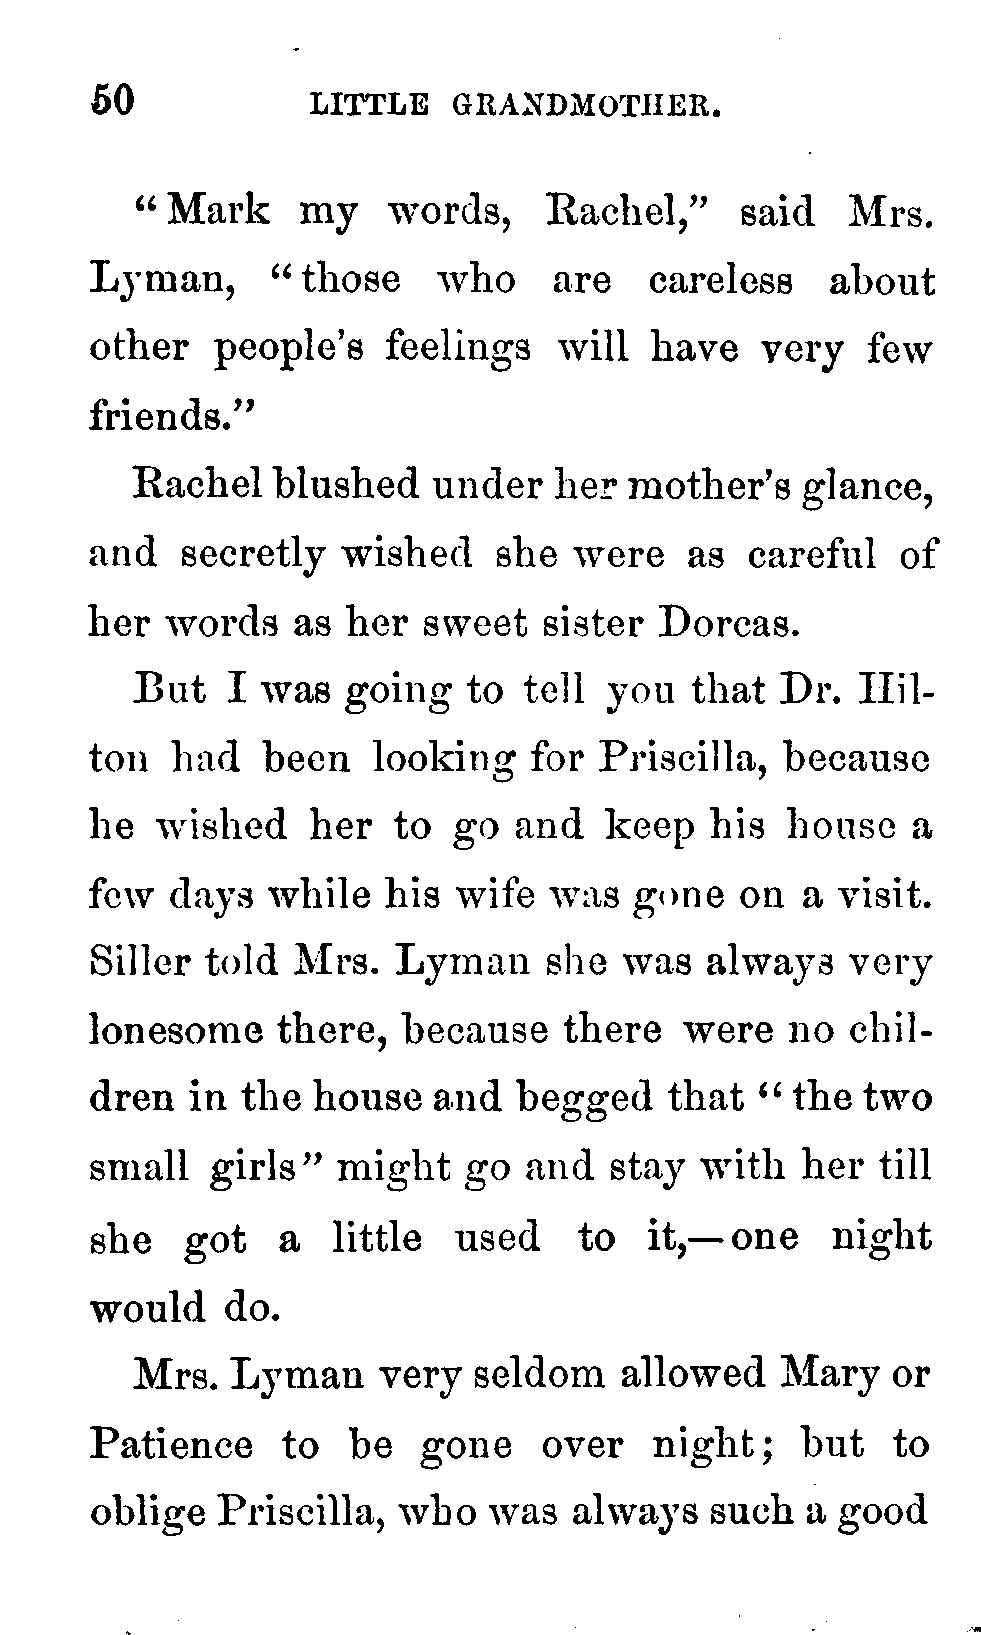 50 LITTLE GRANDMOTHER.
"Mark my words, Rachel," said Mrs.
Lyman, "those who are careless about
other people's feelings will have very few
friends."
Rachel blushed under her mother's glance,
and secretly wished she were as careful of
her words as her sweet sister Dorcas.
But I was going to tell you that Dr. Hil-
ton had been looking for Priscilla, because
he wished her to go and keep his house a
few days while his wife was gone on a visit.
Siller told Mrs. Lyman she was always very
lonesome there, because there were no chil-
dren in the house and begged that "the two
small girls" might go and stay with her till
she got a little used to it,—one night
would do.
Mrs. Lyman very seldom allowed Mary or
Patience to be gone over night; but to
oblige Priscilla, who was always such a good